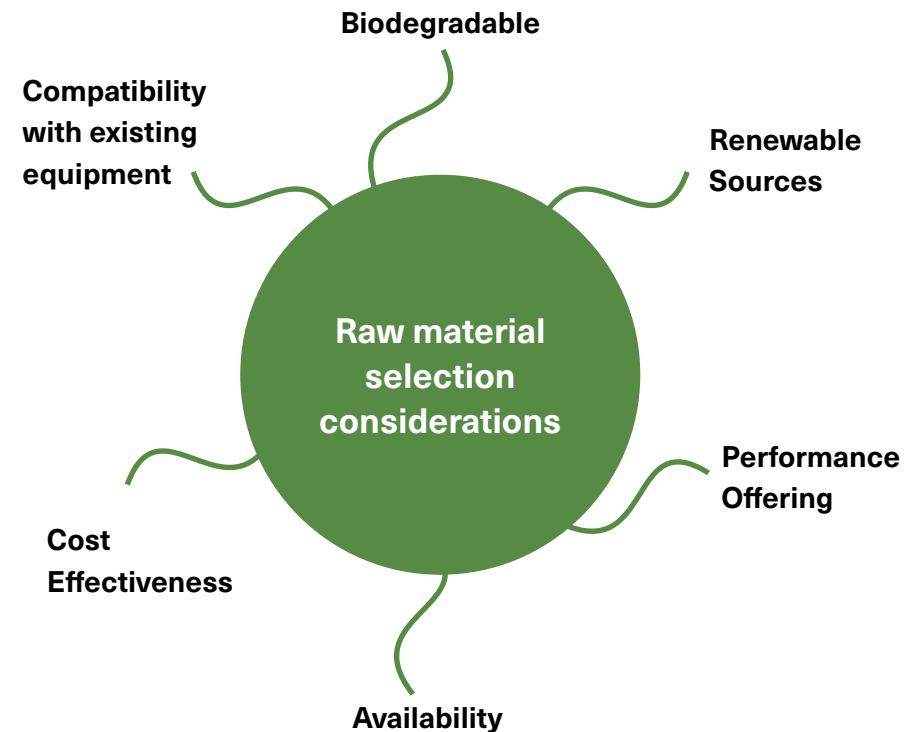 Biodegradable
Compatibility
with existing
equipment
Renewable
Sources
Raw material
selection
considerations
Performance
Offering
Cost
Effectiveness
Availability